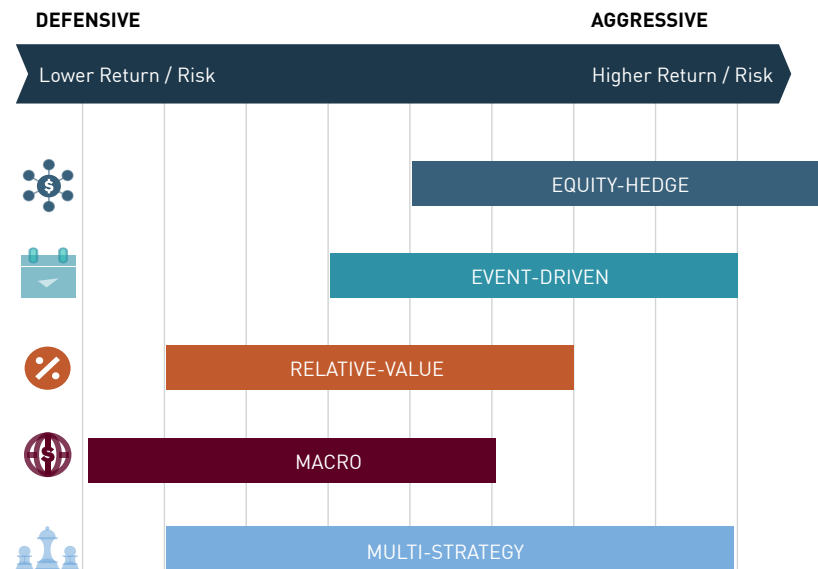 DEFENSIVE AGGRESSIVE
Lower Return / Risk Higher Return / Risk
$
EQUITY-HEDGE
EVENT-DRIVEN
%
RELATIVE-VALUE
$
MACRO
MULTI-STRATEGY